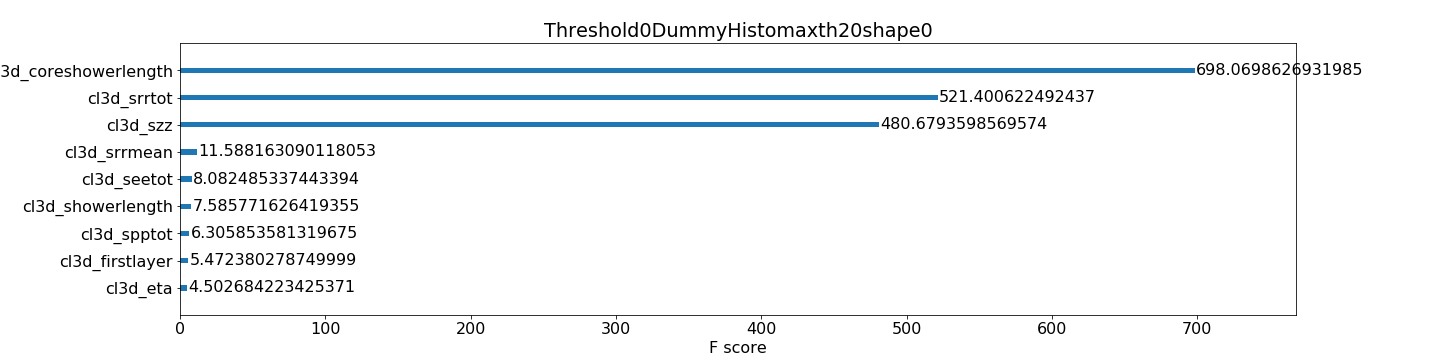 Threshold0DummyHistomaxth20shape0
3d_coreshowerlength 698.0698626931985
cl3d_srrtot 521.400622492437
cl3d_szz 480.6793598569574
cl3d_srrmean 11.588163090118053
cl3d_seetot 8.082485337443394
cl3d_showerlength 7.585771626419355
cl3d_spptot 6.305853581319675
cl3d_firstlayer 5.472380278749999
cl3d_eta 4.502684223425371
0 100 200 300 400 500 600 700
F score